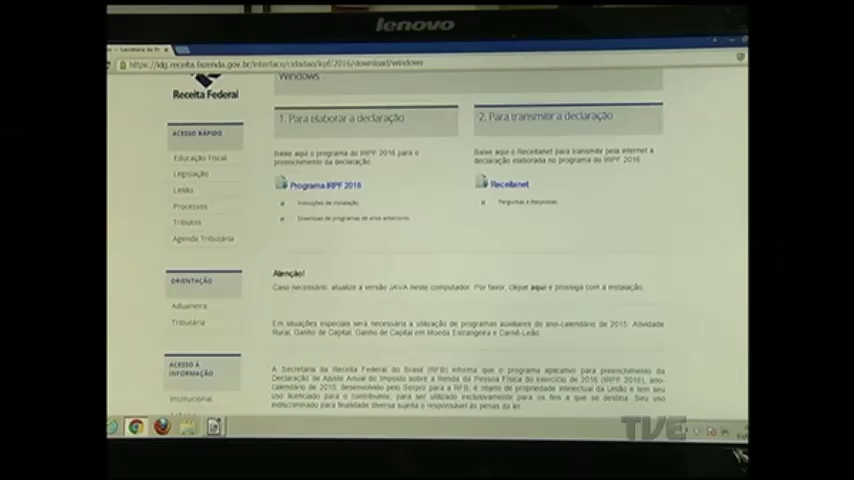 lenovo
https://idg.receita.fazenda.gov.br/interface/cidadao/irpf/2016/download/windows
Receita Federal
Windows
ACESSO RÁPIDO
Educação Fiscal
Legislação
Leilão
Processos
Tributos
Agenda Tributária
ORIENTAÇÃO
Aduaneira
Tributária
ACESSO À
INFORMAÇÃO
Institucional
1. Para elaborar a declaração
Baixe aqui o programa do IRPF 2016 para o
preenchimento da declaração.
Programa IRPF 2016
Instruções de instalação
Download de programas de anos anteriores
2. Para transmitir a declaração
Baixe aqui o Receitanet para transmitir pela internet a
declaração elaborada no programa do IRPF 2016.
Receitanet
Perguntas e Respostas
Atenção!
Caso necessário, atualize a versão JAVA neste computador. Por favor, clique aqui e prossiga com a instalação.
Em situações especiais será necessária a utilização de programas auxiliares do ano-calendário de 2015: Atividade
Rural, Ganho de Capital, Ganho de Capital em Moeda Estrangeira e Carnê-Leão.
A Secretaria da Receita Federal do Brasil (RFB) informa que o programa aplicativo para preenchimento da
Declaração de Ajuste Anual do Imposto sobre a Renda da Pessoa Física do exercício de 2016 (IRPF 2016), ano-
calendário de 2015, desenvolvido pelo Serpro para a RFB, é objeto de propriedade intelectual da União e tem seu
uso licenciado para o contribuinte, para ser utilizado exclusivamente para os fins a que se destina. Seu uso
indiscriminado para finalidade diversa sujeita o responsável às penas da lei.
TVE